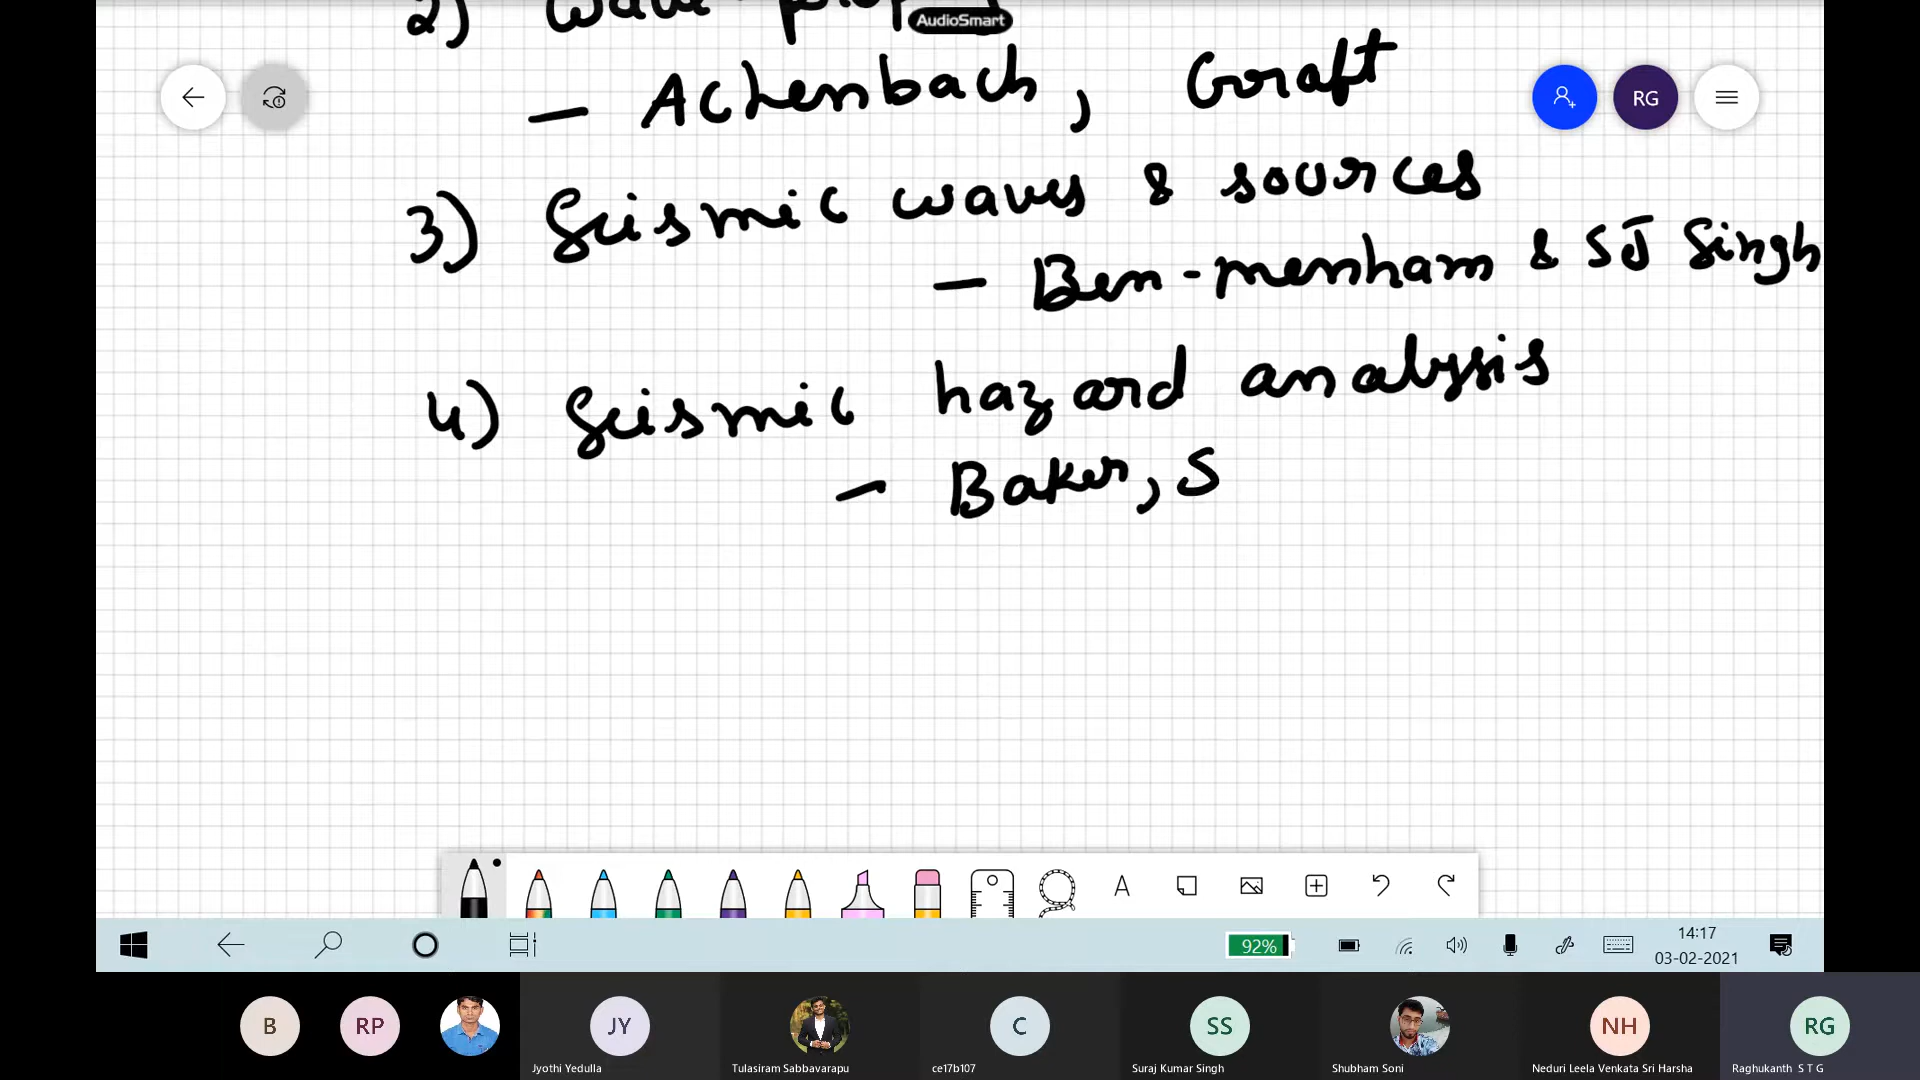 2) wave-prop
AudioSmart
- Achenbach, Graft
RG
3) Seismic waves & sources
- Ben-menham & SJ Singh
4) Seismic hazard analysis
- Baker, S
A
92%
14:17
03-02-2021
B
RP
JY
C
SS
NH
RG
Jyothi Yedulla
Tulasiram Sabbavarapu
ce17b107
Suraj Kumar Singh
Shubham Soni
Neduri Leela Venkata Sri Harsha
Raghukanth S T G